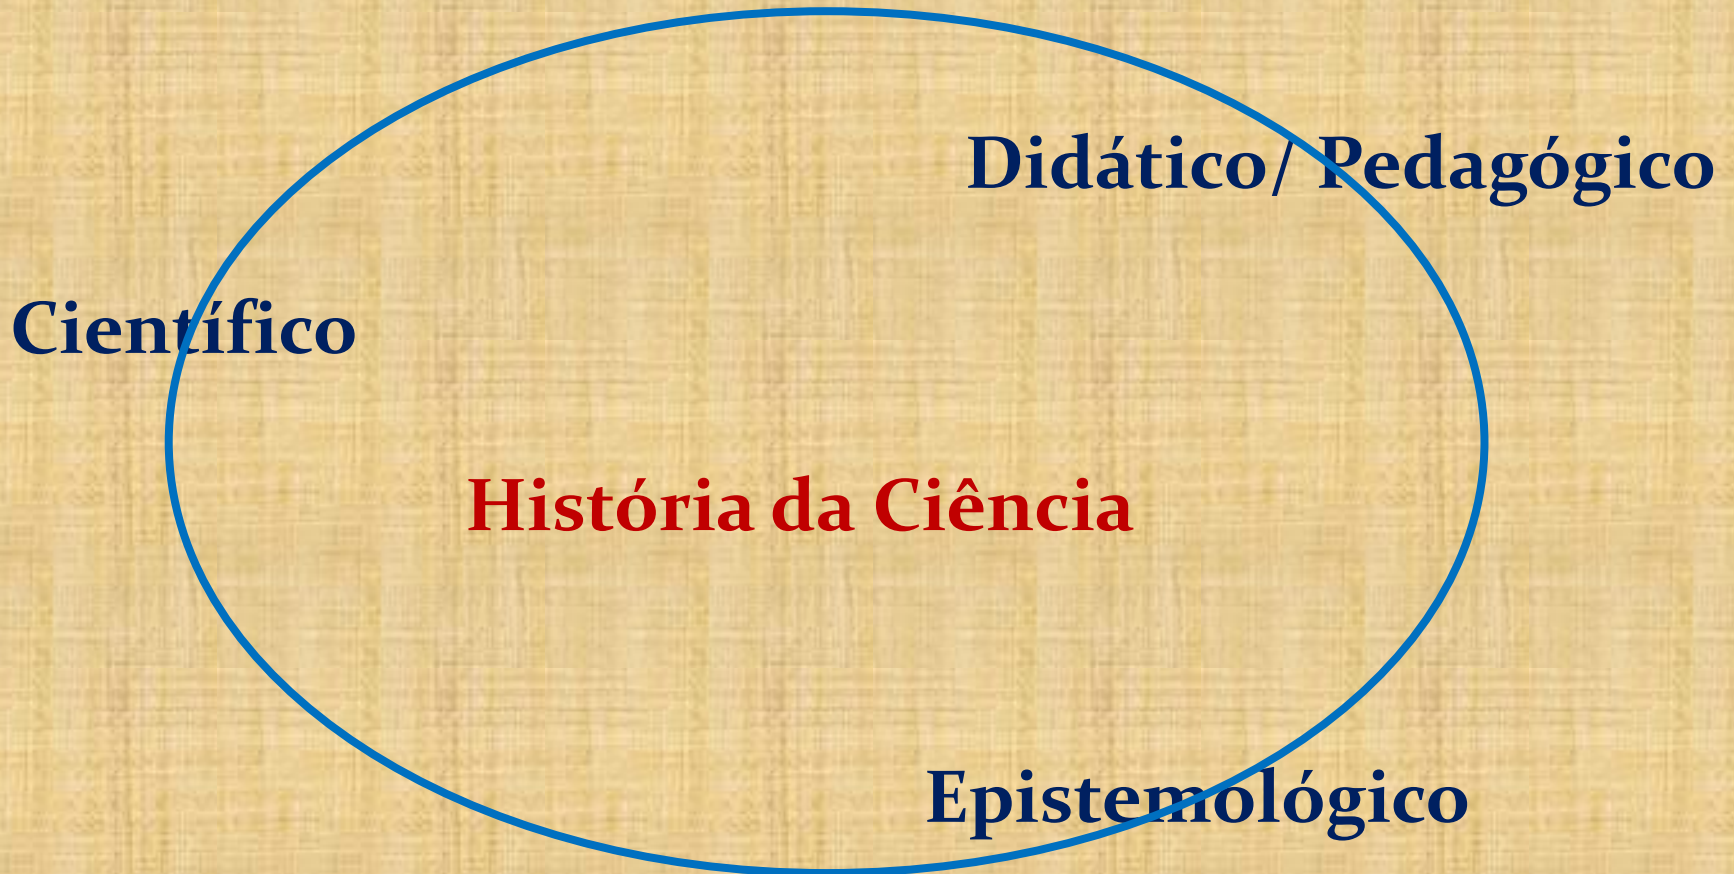 Didático/ Pedagógico
Científico
História da Ciência
Epistemológico